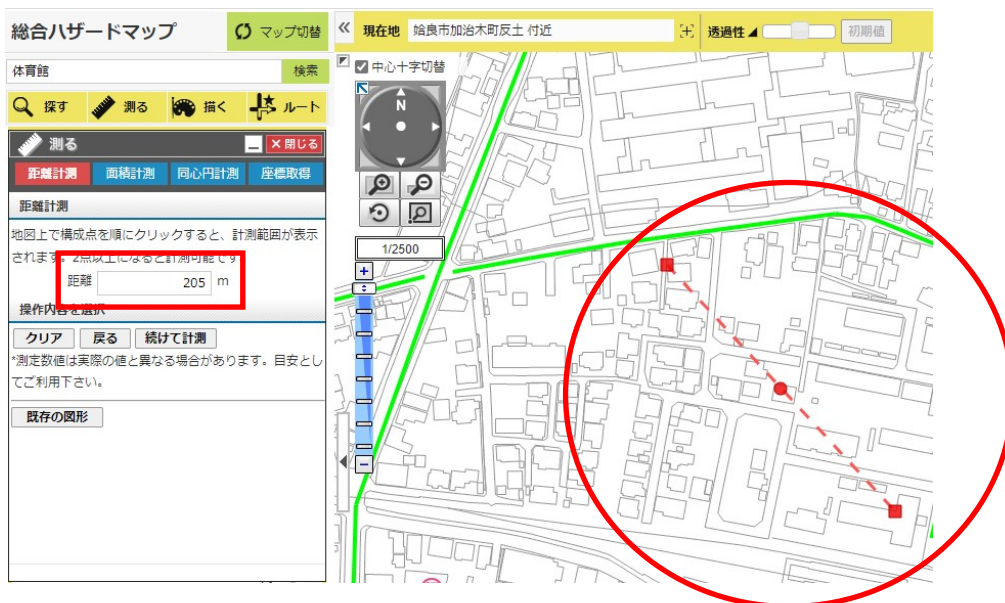 総合ハザードマップ
マップ切替
現在地 姶良市加治木町反土 付近
透過性
初期値
体育館
検索
探す 測る 描く ルート
中心十字切替
N
測る
閉じる
距離計測 面積計測 同心円計測 座標取得
距離計測
地図上で構成点を順にクリックすると、計測範囲が表示
されます。2点以上になると計測可能です
距離 205 m
操作内容を選択
クリア 戻る 続けて計測
*測定数値は実際の値と異なる場合があります。目安とし
てご利用下さい。
既存の図形
1/2500